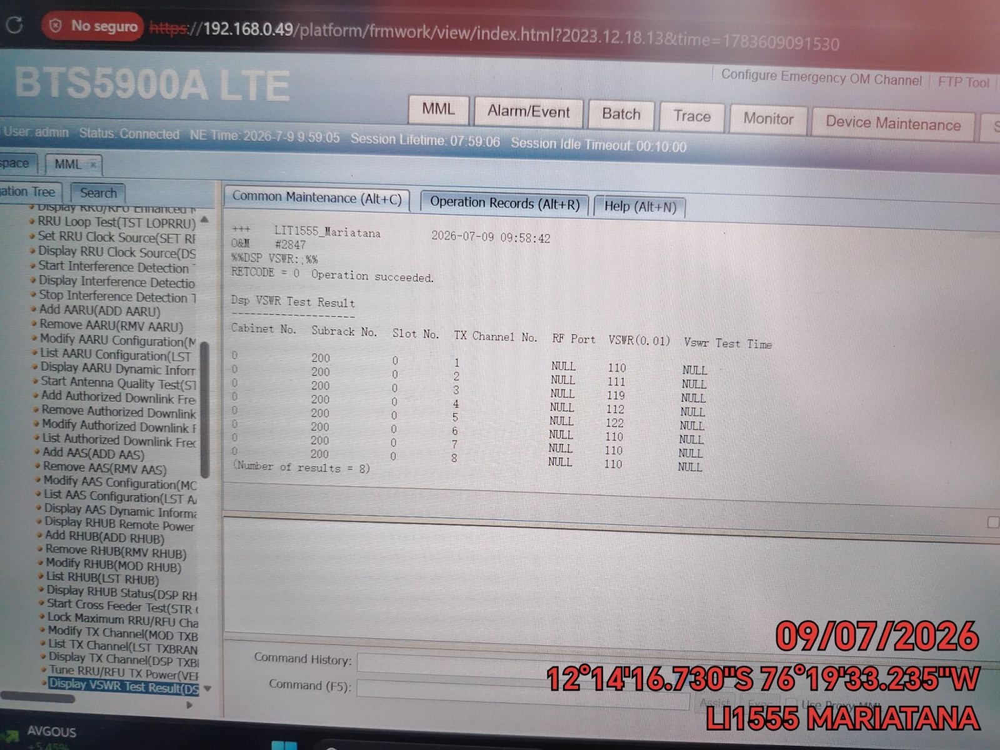 No seguro https://192.168.0.49/platform/frmwork/view/index.html?2023.12.18.13&time=1783609091530
BTS5900A LTE
Configure Emergency OM Channel | FTP Tool
MML Alarm/Event Batch Trace Monitor Device Maintenance
User: admin Status: Connected NE Time: 2026-7-9 9:59:05 Session Lifetime: 07:59:06 Session Idle Timeout: 00:10:00
space MML
ation Tree Search
Common Maintenance (Alt+C) Operation Records (Alt+R) Help (Alt+N)
Display RRU/RFU Enhanced
RRU Loop Test(TST LOPRRU)
Set RRU Clock Source(SET RF
Display RRU Clock Source(DS
Start Interference Detection
Display Interference Detectio
Stop Interference Detection T
Add AARU(ADD AARU)
Remove AARU(RMV AARU)
Modify AARU Configuration(M
List AARU Configuration(LST
Display AARU Dynamic Inforr
Start Antenna Quality Test(ST
Add Authorized Downlink Fre
Remove Authorized Downlink
Modify Authorized Downlink F
List Authorized Downlink Frec
Add AAS(ADD AAS)
Remove AAS(RMV AAS)
Modify AAS Configuration(MC
List AAS Configuration(LST A
Display AAS Dynamic Informa
Display RHUB Remote Power
Add RHUB(ADD RHUB)
Remove RHUB(RMV RHUB)
Modify RHUB(MOD RHUB)
List RHUB(LST RHUB)
Display RHUB Status(DSP RH
Start Cross Feeder Test(STR
Lock Maximum RRU/RFU Cha
Modify TX Channel(MOD TXB
List TX Channel(LST TXBRAN
Display TX Channel(DSP TXB
Tune RRU/RFU TX Power(VEF
Display VSWR Test Result(DS
+++ LIT1555_Mariatana 2026-07-09 09:58:42
O&M #2847
%%DSP VSWR:;%%
RETCODE = 0 Operation succeeded.
Dsp VSWR Test Result
--------------------
Cabinet No. Subrack No. Slot No. TX Channel No. RF Port VSWR(0.01) Vswr Test Time
0 200 0 1 NULL 110 NULL
0 200 0 2 NULL 111 NULL
0 200 0 3 NULL 119 NULL
0 200 0 4 NULL 112 NULL
0 200 0 5 NULL 122 NULL
0 200 0 6 NULL 110 NULL
0 200 0 7 NULL 110 NULL
0 200 0 8 NULL 110 NULL
(Number of results = 8)
Command History:
Command (F5):
Assist Exec Use Proxy MML
09/07/2026
12°14'16.730"S 76°19'33.235"W
LI1555 MARIATANA
AVGOUS
+5.45%